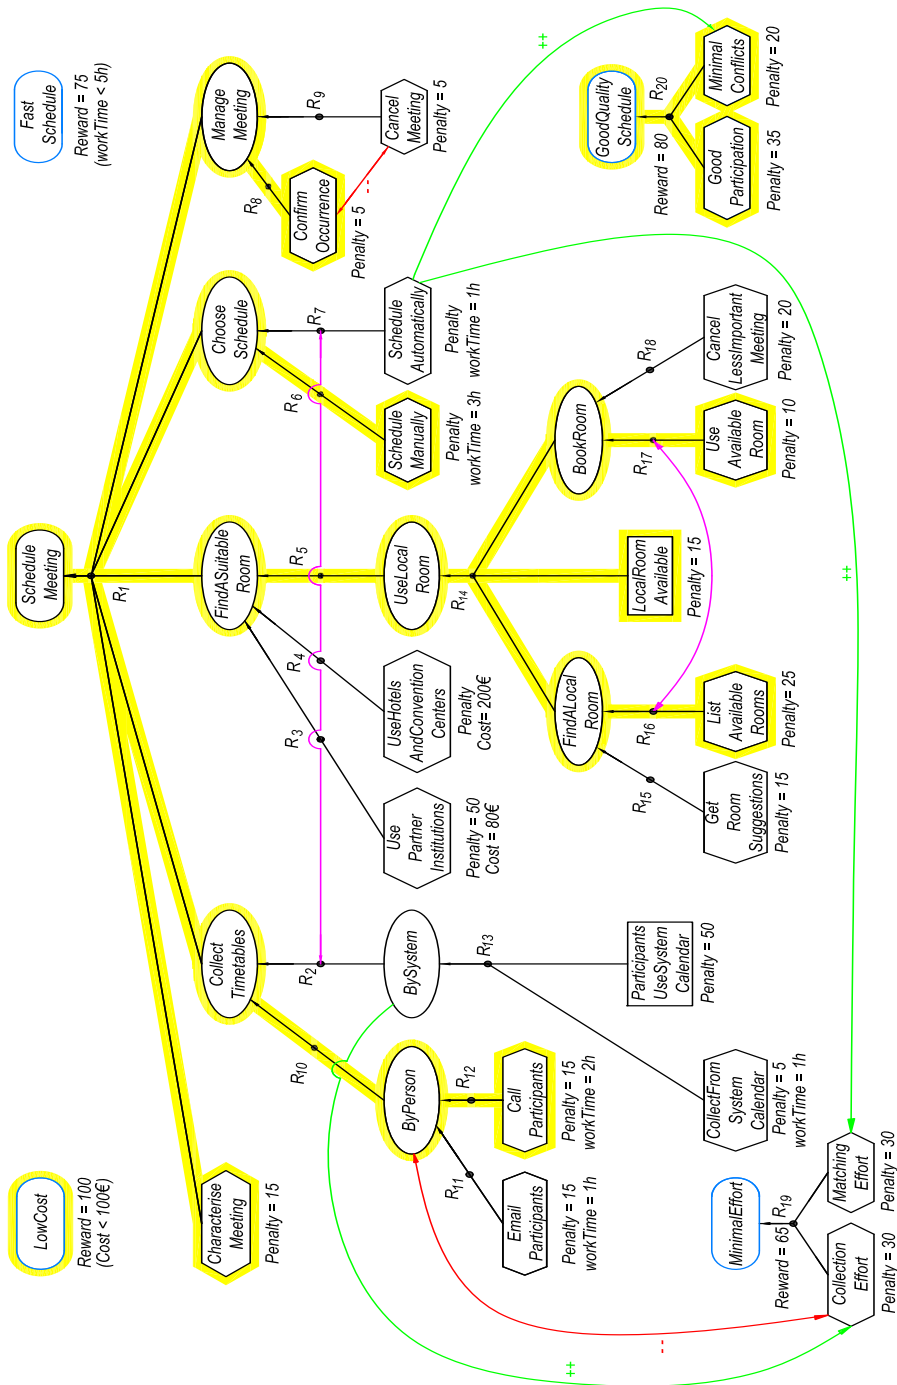 Schedule
Meeting
LowCost
Reward = 100
(Cost < 100€)
Fast
Schedule
Reward = 75
(workTime < 5h)
R1
Characterise
Meeting
Penalty = 15
Collect
Timetables
FindASuitable
Room
Choose
Schedule
Manage
Meeting
R10
R2
R3
R4
R5
R6
R7
R8
R9
ByPerson
BySystem
Use
Partner
Institutions
Penalty = 50
Cost = 80€
UseHotels
AndConvention
Centers
Penalty
Cost= 200€
UseLocal
Room
Schedule
Manually
Penalty
workTime = 3h
Schedule
Automatically
Penalty
workTime = 1h
Confirm
Occurrence
Penalty = 5
Cancel
Meeting
Penalty = 5
--
++
R11
R12
R13
R14
Email
Participants
Penalty = 15
workTime = 1h
Call
Participants
Penalty = 15
workTime = 2h
Participants
UseSystem
Calendar
Penalty = 50
FindALocal
Room
LocalRoom
Available
Penalty = 15
BookRoom
R15
R16
R17
R18
Get
Room
Suggestions
Penalty = 15
List
Available
Rooms
Penalty = 25
Use
Available
Room
Penalty = 10
Cancel
LessImportant
Meeting
Penalty = 20
GoodQuality
Schedule
Reward = 80
R20
Good
Participation
Penalty = 35
Minimal
Conflicts
Penalty = 20
CollectFrom
System
Calendar
Penalty = 5
workTime = 1h
MinimalEffort
Reward = 65
R19
Collection
Effort
Penalty = 30
Matching
Effort
Penalty = 30
++
--
++